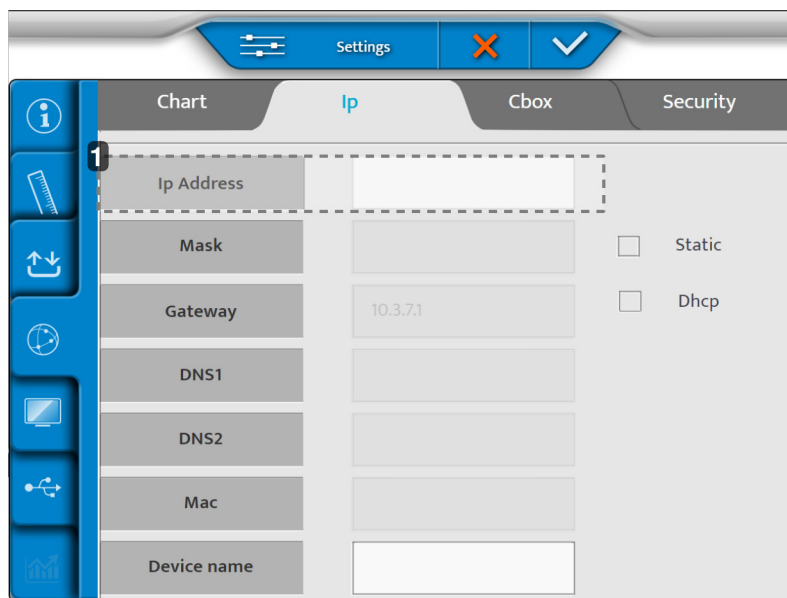 Settings
Chart Ip Cbox Security
1
Ip Address
Mask Static
Gateway 10.3.7.1 Dhcp
DNS1
DNS2
Mac
Device name